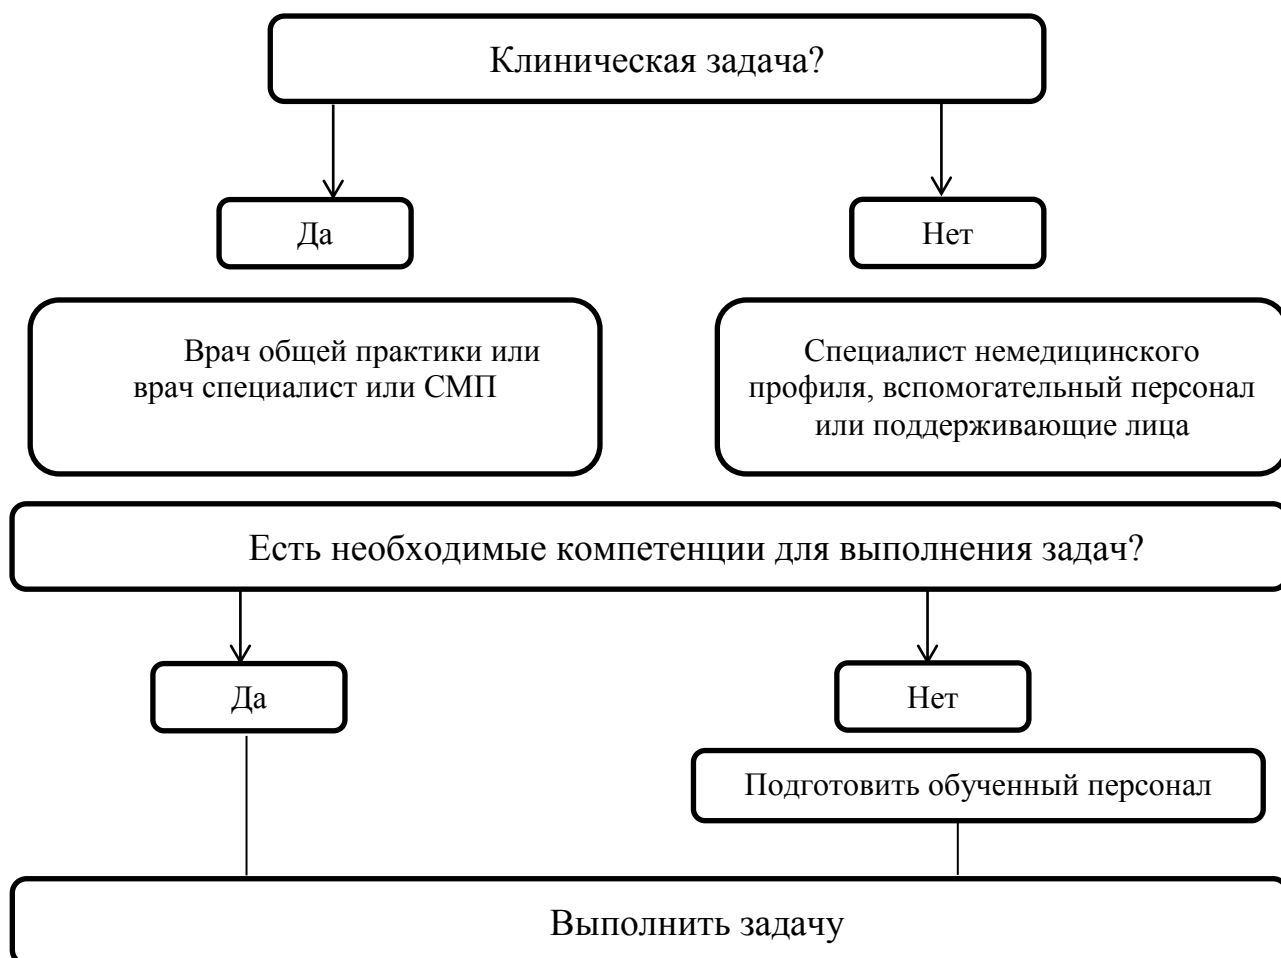 Клиническая задача?
Да
Нет
Врач общей практики или
врач специалист или СМП
Специалист немедицинского
профиля, вспомогательный персонал
или поддерживающие лица
Есть необходимые компетенции для выполнения задач?
Да
Нет
Подготовить обученный персонал
Выполнить задачу